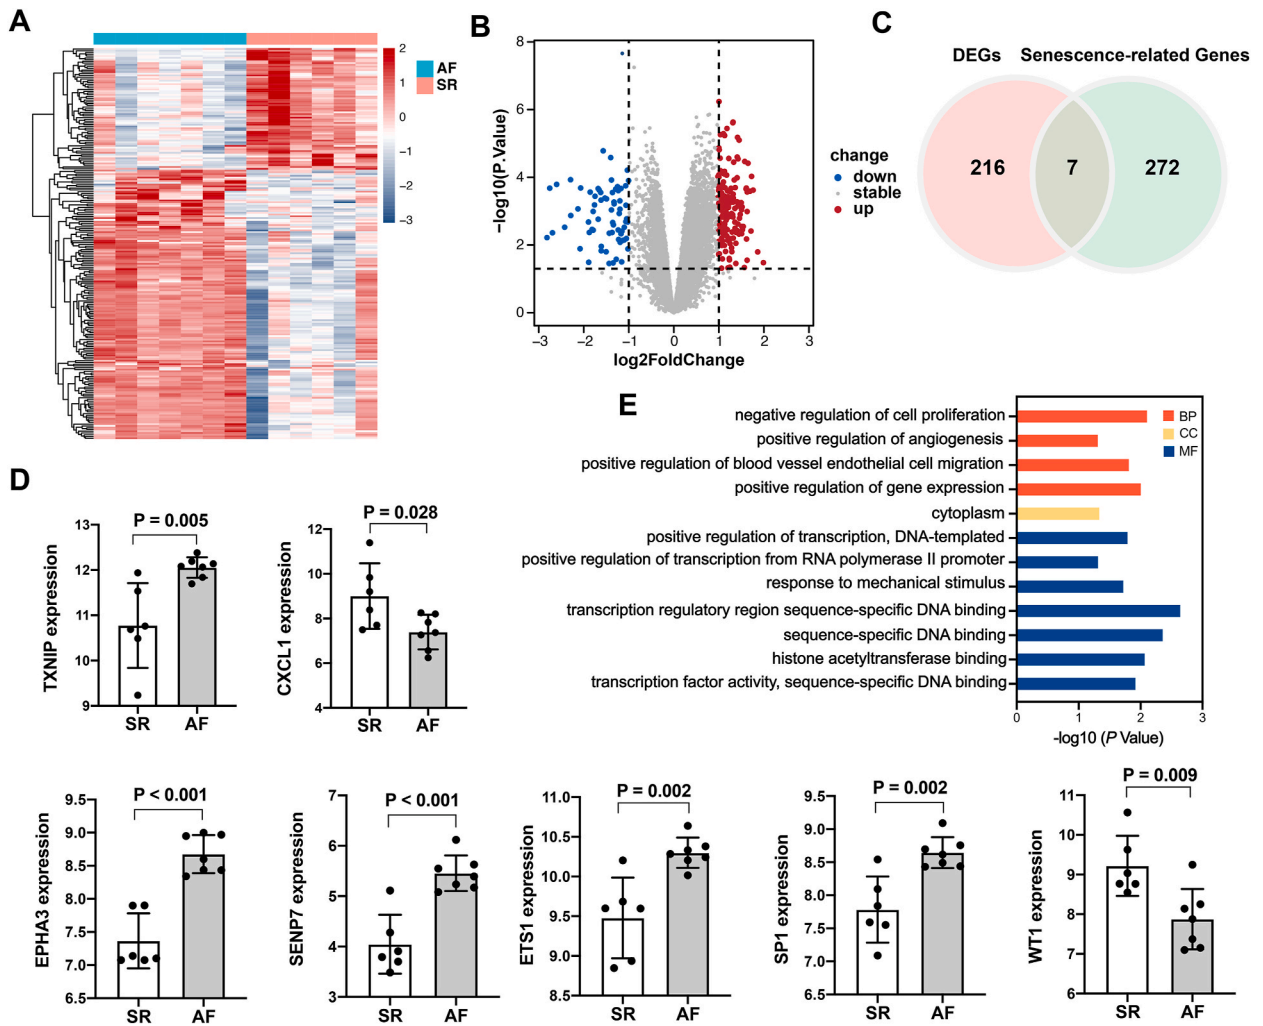 A
AF
SR
2
1
0
−1
−2
−3
B
8
6
4
2
0
−log10(P.Value)
−3
−2
−1
0
1
2
3
log2FoldChange
change
down
stable
up
C
DEGs
Senescence-related Genes
216
7
272
D
P = 0.005
13
12
11
10
9
TXNIP expression
SR
AF
P = 0.028
12
10
8
6
4
CXCL1 expression
SR
AF
E
negative regulation of cell proliferation
positive regulation of angiogenesis
positive regulation of blood vessel endothelial cell migration
positive regulation of gene expression
cytoplasm
positive regulation of transcription, DNA-templated
positive regulation of transcription from RNA polymerase II promoter
response to mechanical stimulus
transcription regulatory region sequence-specific DNA binding
sequence-specific DNA binding
histone acetyltransferase binding
transcription factor activity, sequence-specific DNA binding
BP
CC
MF
0
1
2
3
-log10 (P Value)
P < 0.001
9.5
9.0
8.5
8.0
7.5
7.0
6.5
EPHA3 expression
SR
AF
P < 0.001
7
6
5
4
3
SENP7 expression
SR
AF
P = 0.002
11.0
10.5
10.0
9.5
9.0
8.5
ETS1 expression
SR
AF
P = 0.002
9.5
9.0
8.5
8.0
7.5
7.0
6.5
SP1 expression
SR
AF
P = 0.009
11
10
9
8
7
6
WT1 expression
SR
AF